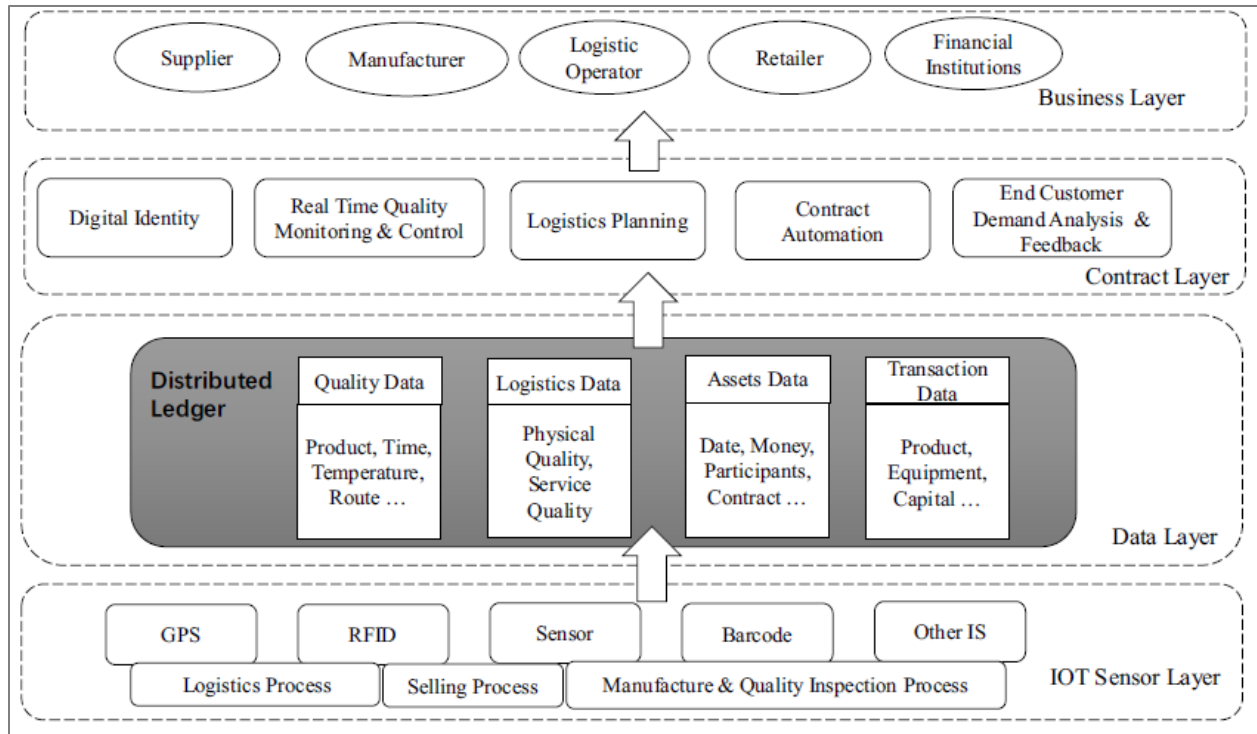 Supplier
Manufacturer
Logistic
Operator
Retailer
Financial
Institutions
Business Layer
Digital Identity
Real Time Quality
Monitoring & Control
Logistics Planning
Contract
Automation
End Customer
Demand Analysis &
Feedback
Contract Layer
Distributed
Ledger
Quality Data
Product, Time,
Temperature,
Route …
Logistics Data
Physical
Quality,
Service
Quality
Assets Data
Date, Money,
Participants,
Contract …
Transaction
Data
Product,
Equipment,
Capital …
Data Layer
GPS
RFID
Sensor
Barcode
Other IS
Logistics Process
Selling Process
Manufacture & Quality Inspection Process
IOT Sensor Layer